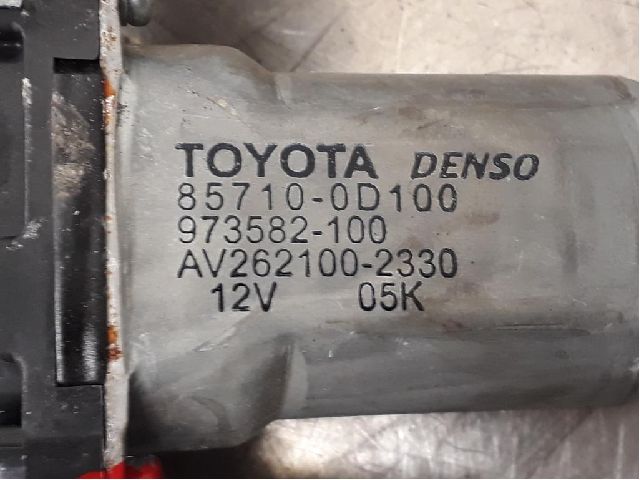 TOYOTA DENSO
85710-0D100
973582-100
AV262100-2330
12V 05K